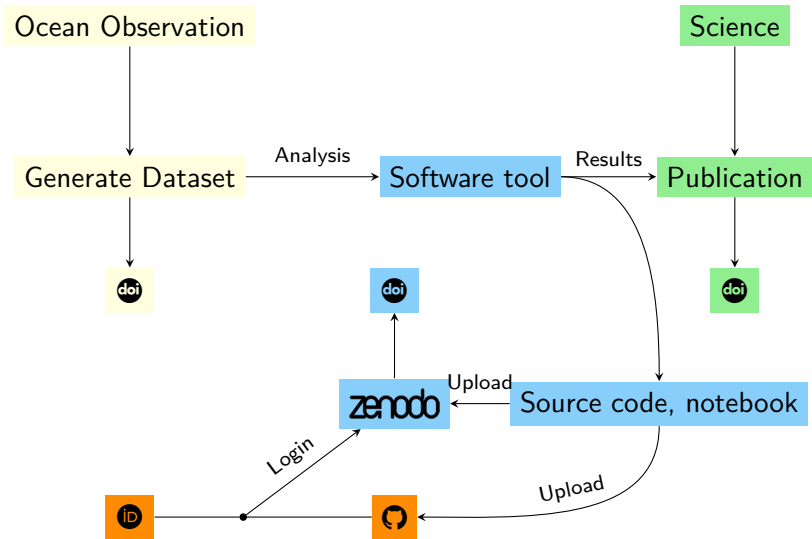 Ocean Observation
Science
Analysis
Results
Generate Dataset
Software tool
Publication
doi
doi
doi
Upload
zenodo
Source code, notebook
Login
Upload
iD